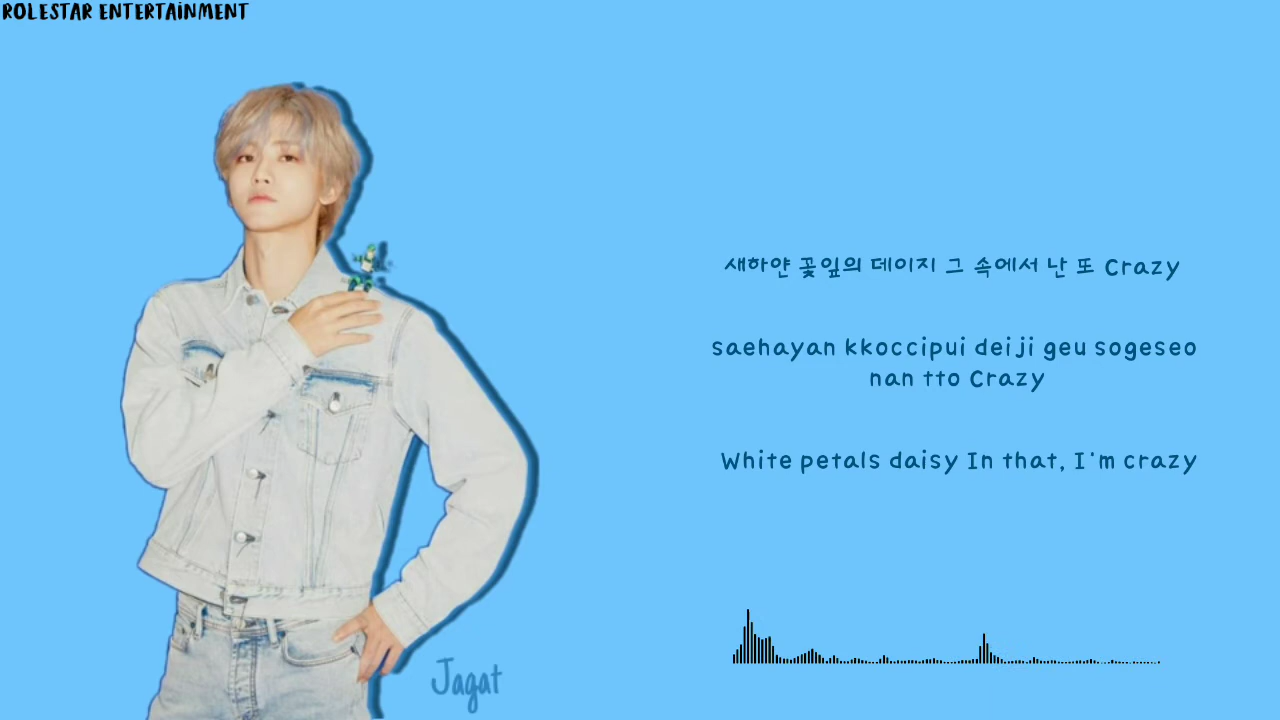 ROLESTAR ENTERTAINMENT
새하얀 꽃잎의 데이지 그 속에서 난 또 Crazy
saehayan kkoccipui deiji geu sogeseo
nan tto Crazy
White petals daisy In that, I'm crazy
Jagat